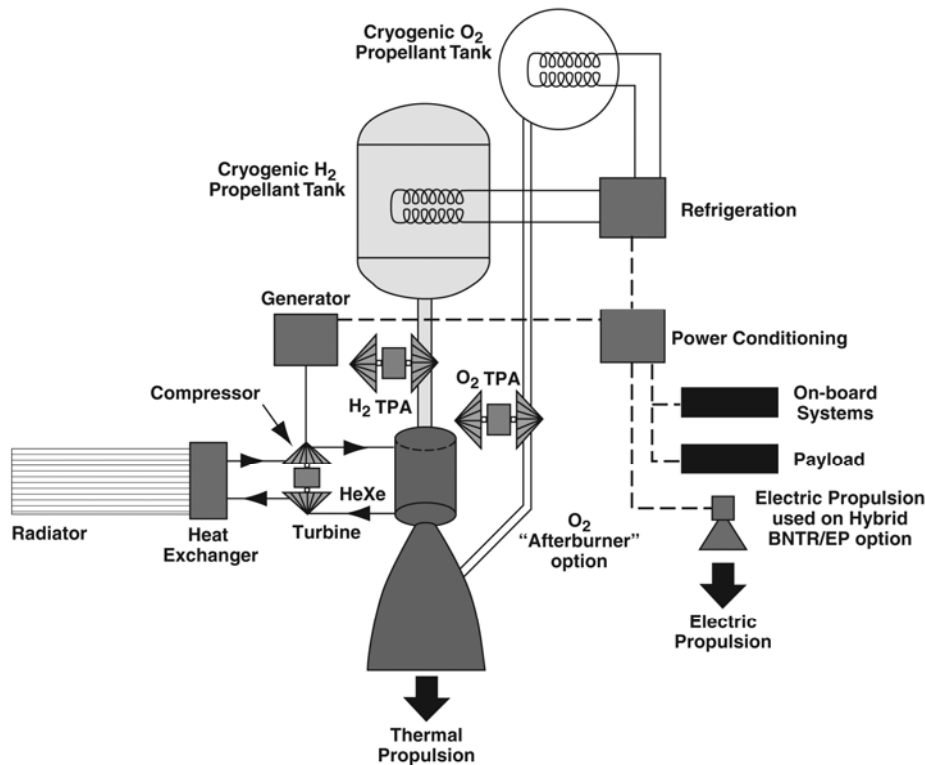 Cryogenic O2
Propellant Tank
Cryogenic H2
Propellant Tank
Refrigeration
Generator
Power Conditioning
Compressor
H2 TPA
O2 TPA
On-board
Systems
Payload
HeXe
Radiator
Heat
Exchanger
Turbine
O2
“Afterburner”
option
Electric Propulsion
used on Hybrid
BNTR/EP option
Electric
Propulsion
Thermal
Propulsion